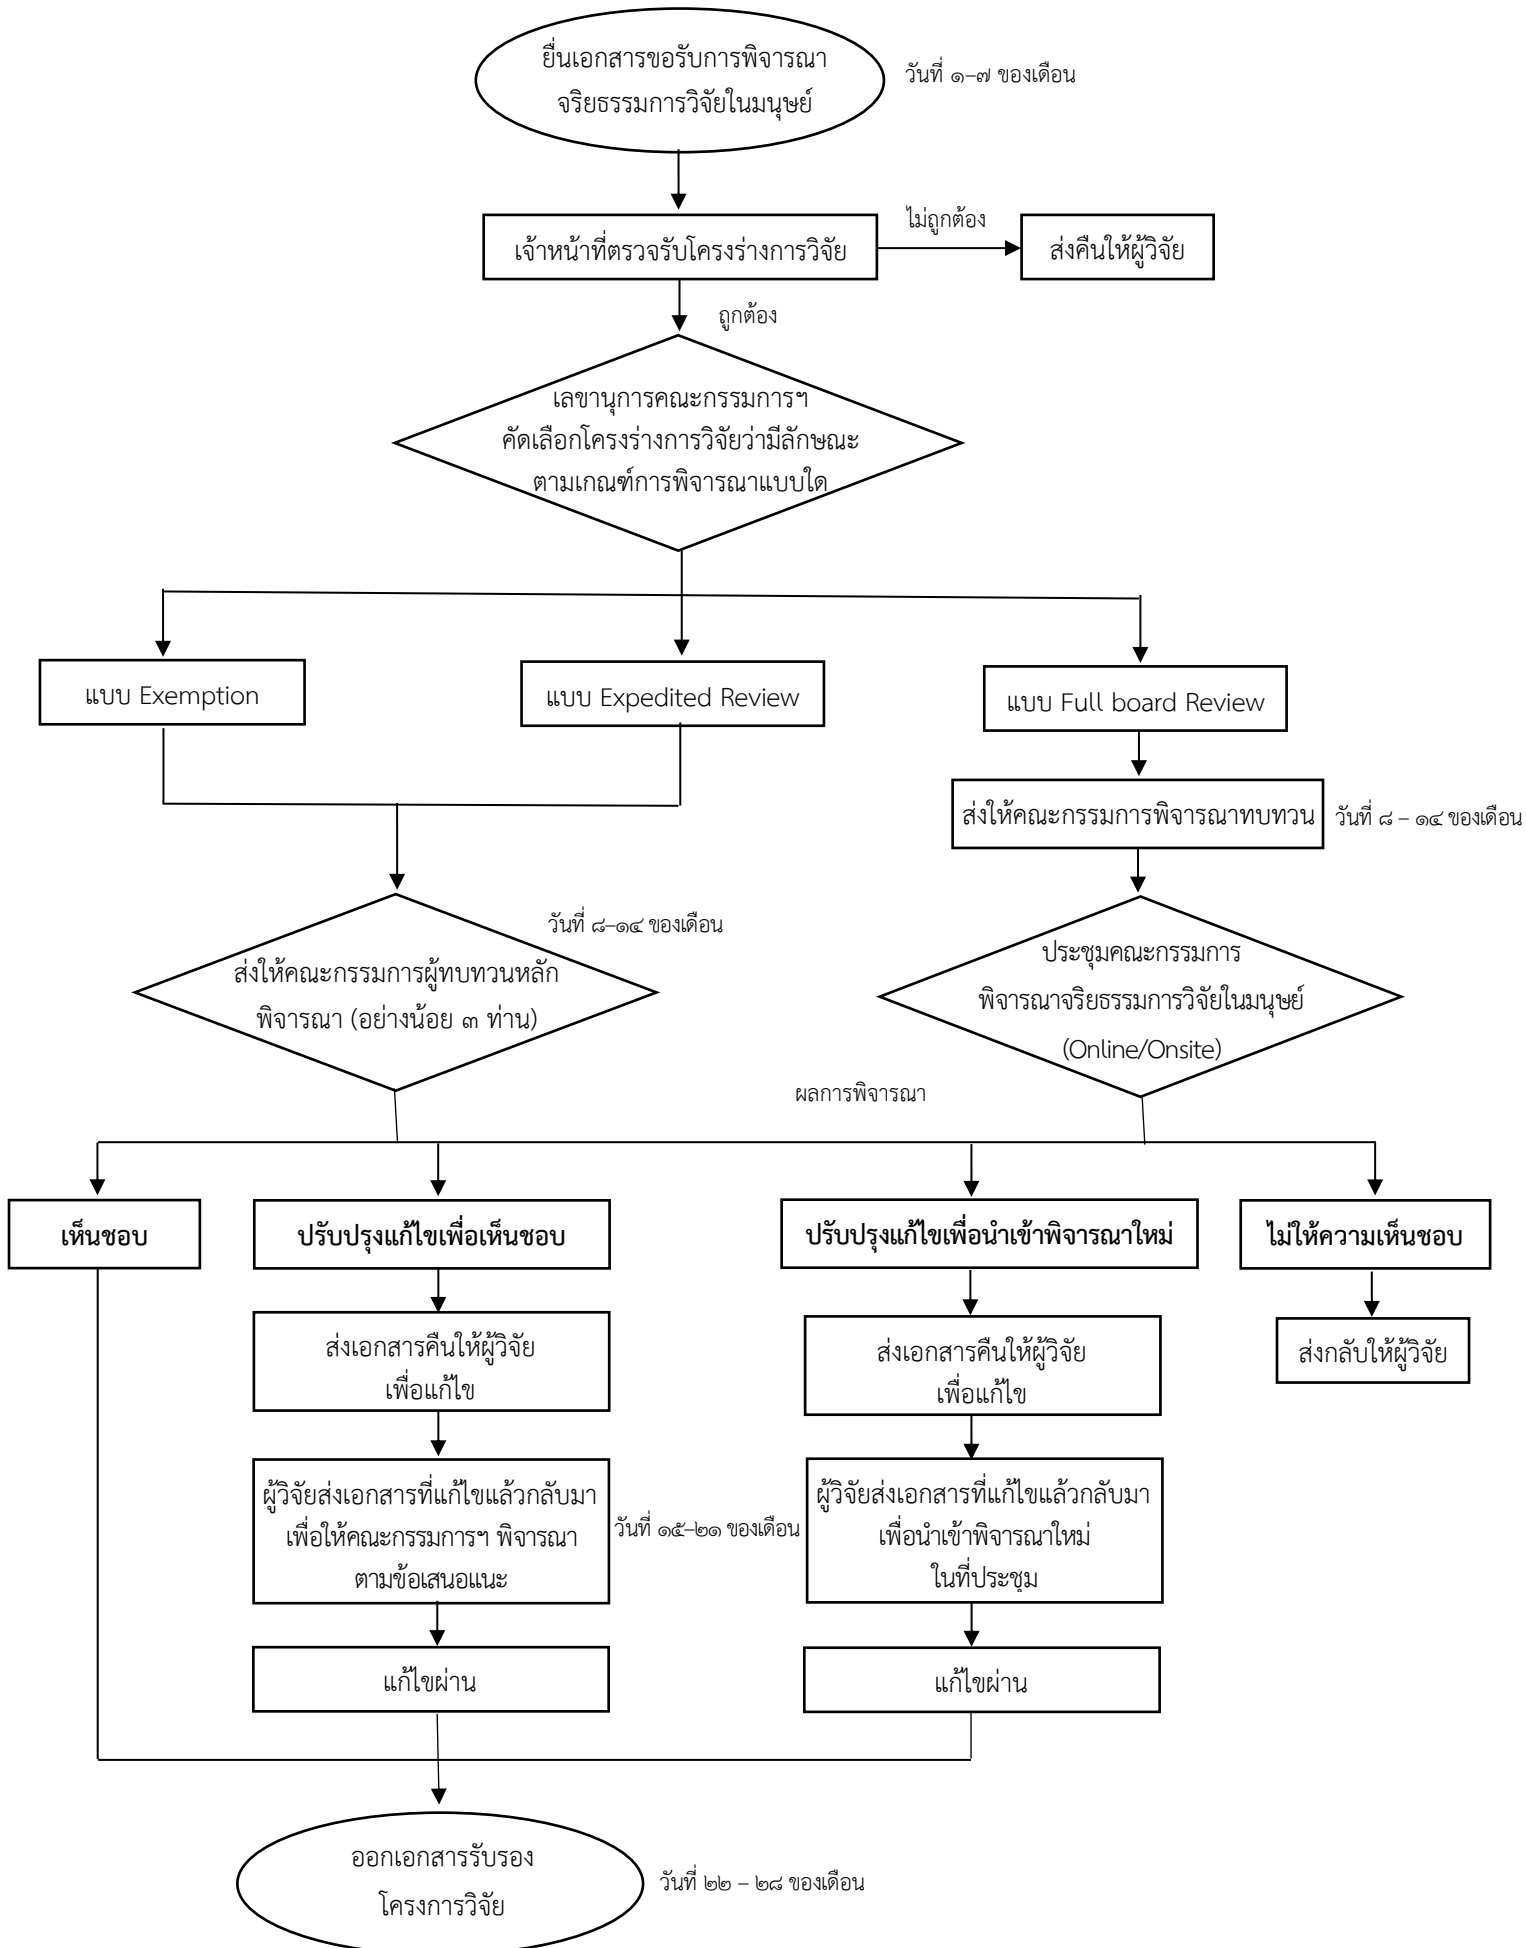 ยื่นเอกสารขอรับการพิจารณา
จริยธรรมการวิจัยในมนุษย์
วันที่ ๑–๗ ของเดือน
เจ้าหน้าที่ตรวจรับโครงร่างการวิจัย
ไม่ถูกต้อง
ส่งคืนให้ผู้วิจัย
ถูกต้อง
เลขานุการคณะกรรมการฯ
คัดเลือกโครงร่างการวิจัยว่ามีลักษณะ
ตามเกณฑ์การพิจารณาแบบใด
แบบ Exemption
แบบ Expedited Review
แบบ Full board Review
ส่งให้คณะกรรมการพิจารณาทบทวน
วันที่ ๘ – ๑๔ ของเดือน
วันที่ ๘–๑๔ ของเดือน
ส่งให้คณะกรรมการผู้ทบทวนหลัก
พิจารณา (อย่างน้อย ๓ ท่าน)
ประชุมคณะกรรมการ
พิจารณาจริยธรรมการวิจัยในมนุษย์
(Online/Onsite)
ผลการพิจารณา
เห็นชอบ
ปรับปรุงแก้ไขเพื่อเห็นชอบ
ปรับปรุงแก้ไขเพื่อนำเข้าพิจารณาใหม่
ไม่ให้ความเห็นชอบ
ส่งเอกสารคืนให้ผู้วิจัย
เพื่อแก้ไข
ส่งเอกสารคืนให้ผู้วิจัย
เพื่อแก้ไข
ส่งกลับให้ผู้วิจัย
ผู้วิจัยส่งเอกสารที่แก้ไขแล้วกลับมา
เพื่อให้คณะกรรมการฯ พิจารณา
ตามข้อเสนอแนะ
วันที่ ๑๕–๒๑ ของเดือน
ผู้วิจัยส่งเอกสารที่แก้ไขแล้วกลับมา
เพื่อนำเข้าพิจารณาใหม่
ในที่ประชุม
แก้ไขผ่าน
แก้ไขผ่าน
ออกเอกสารรับรอง
โครงการวิจัย
วันที่ ๒๒ – ๒๘ ของเดือน